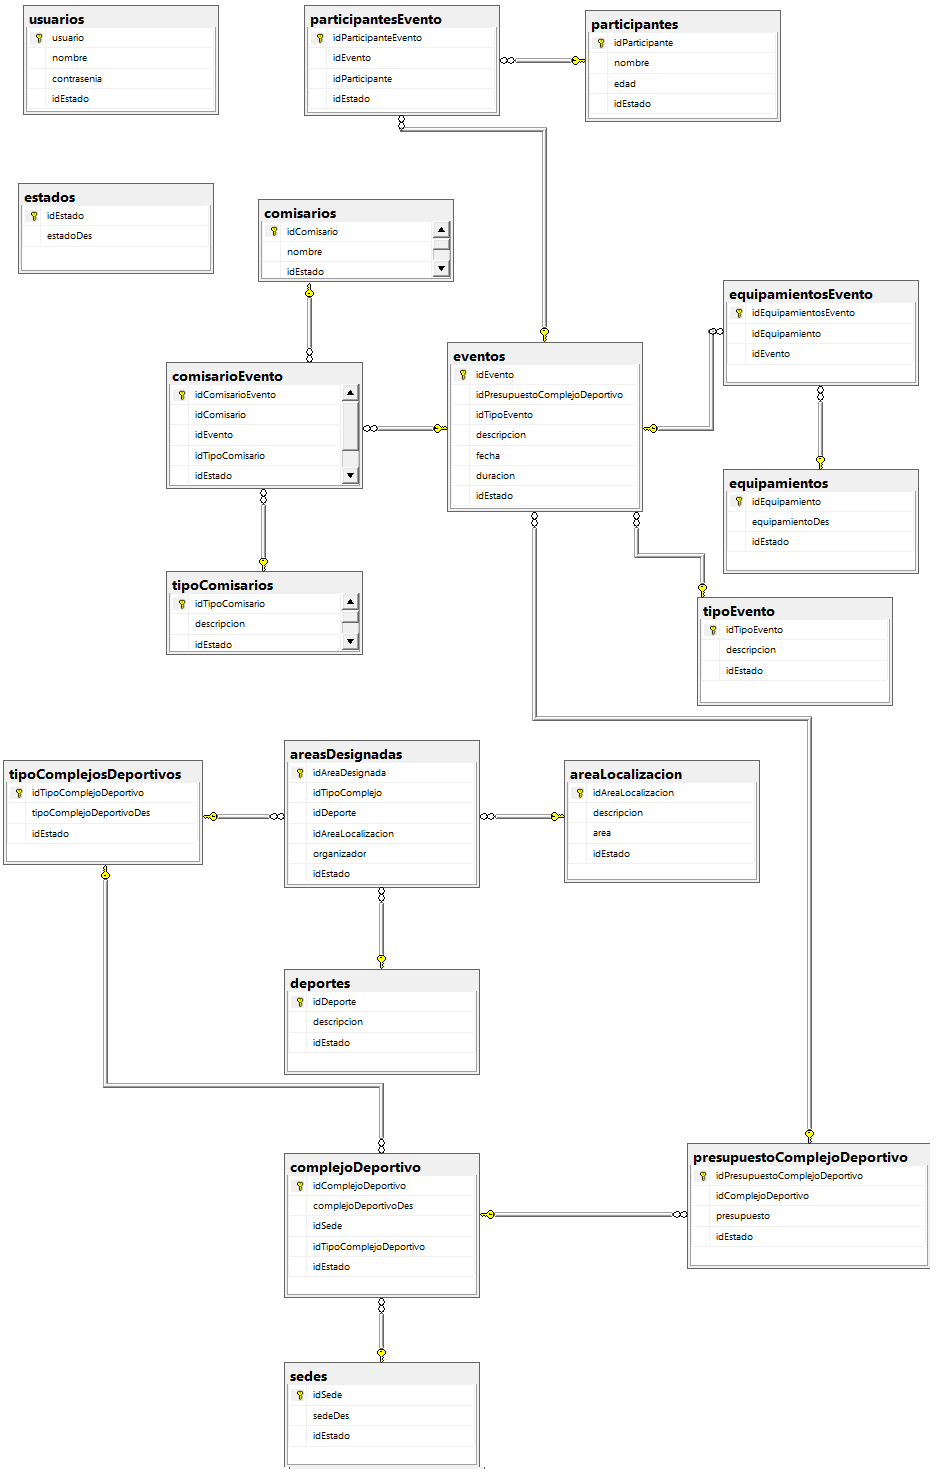 usuarios
usuario
nombre
contrasenia
idEstado
participantesEvento
idParticipanteEvento
idEvento
idParticipante
idEstado
participantes
idParticipante
nombre
edad
idEstado
estados
idEstado
estadoDes
comisarios
idComisario
nombre
idEstado
equipamientosEvento
idEquipamientosEvento
idEquipamiento
idEvento
eventos
idEvento
idPresupuestoComplejoDeportivo
idTipoEvento
descripcion
fecha
duracion
idEstado
comisarioEvento
idComisarioEvento
idComisario
idEvento
idTipoComisario
idEstado
equipamientos
idEquipamiento
equipamientoDes
idEstado
tipoComisarios
idTipoComisario
descripcion
idEstado
tipoEvento
idTipoEvento
descripcion
idEstado
areasDesignadas
idAreaDesignada
idTipoComplejo
idDeporte
idAreaLocalizacion
organizador
idEstado
tipoComplejosDeportivos
idTipoComplejoDeportivo
tipoComplejoDeportivoDes
idEstado
areaLocalizacion
idAreaLocalizacion
descripcion
area
idEstado
deportes
idDeporte
descripcion
idEstado
complejoDeportivo
idComplejoDeportivo
complejoDeportivoDes
idSede
idTipoComplejoDeportivo
idEstado
presupuestoComplejoDeportivo
idPresupuestoComplejoDeportivo
idComplejoDeportivo
presupuesto
idEstado
sedes
idSede
sedeDes
idEstado